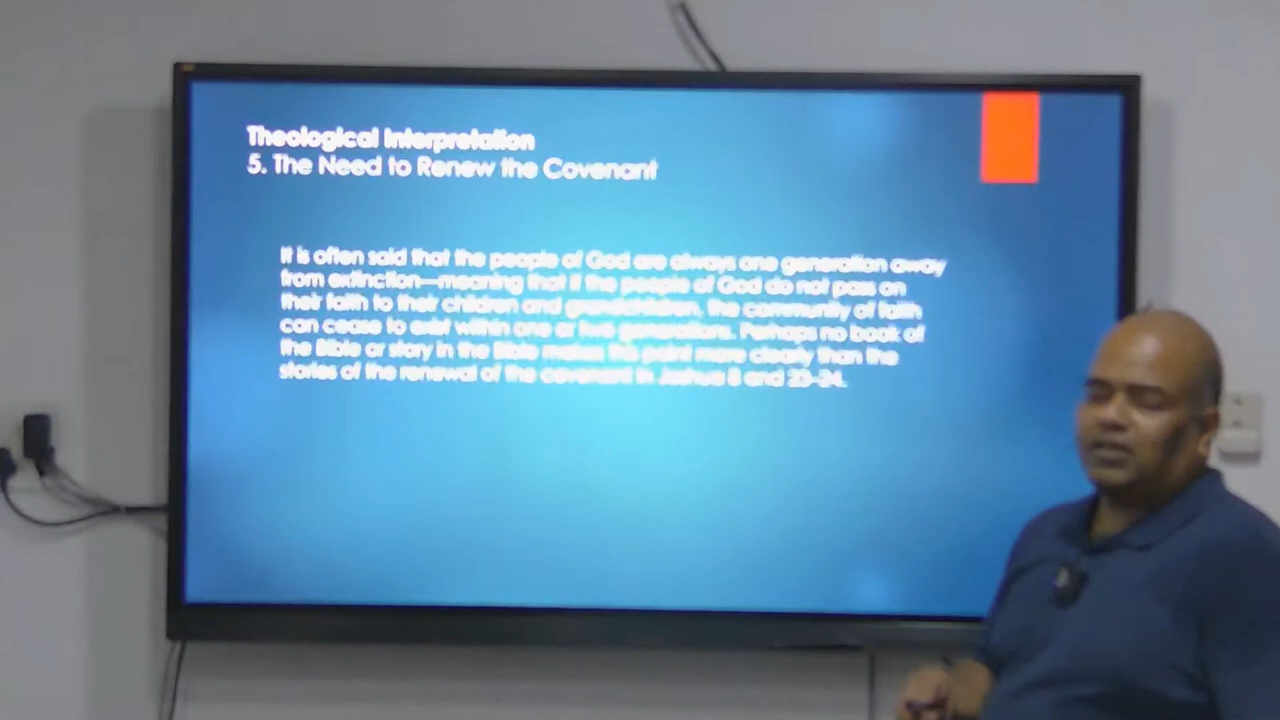 Theological Interpretation
5. The Need to Renew the Covenant
It is often said that the people of God are always one generation away
from extinction—meaning that if the people of God do not pass on
their faith to their children and grandchildren, the community of faith
can cease to exist within one or two generations. Perhaps no book of
the Bible or story in the Bible makes this point more clearly than the
stories of the renewal of the covenant in Joshua 8 and 23–24.